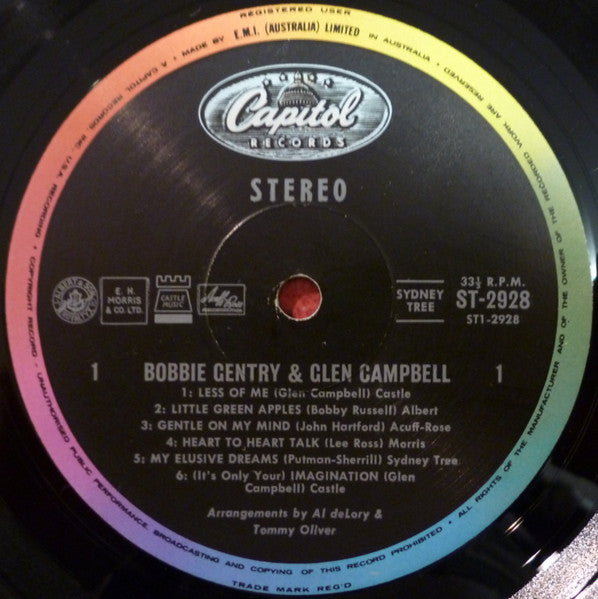 REGISTERED USER
• MADE BY E.M.I. (AUSTRALIA) LIMITED IN AUSTRALIA •
ALL RIGHTS OF THE MANUFACTURER AND OF THE OWNER OF THE RECORDED WORK ARE RESERVED
UNAUTHORISED PUBLIC PERFORMANCE, BROADCASTING AND COPYING OF THIS RECORD PROHIBITED •
A CAPITOL RECORDS INC. U.S.A. RECORDING • COPYRIGHT RECORD •
TRADE MARK REG'D
Capitol
RECORDS
STEREO
E. H.
MORRIS
& CO. LTD.
CASTLE
MUSIC
SYDNEY
TREE
33⅓ R.P.M.
ST-2928
ST1-2928
1 BOBBIE GENTRY & GLEN CAMPBELL 1
1: LESS OF ME (Glen Campbell) Castle
2: LITTLE GREEN APPLES (Bobby Russell) Albert
3: GENTLE ON MY MIND (John Hartford) Acuff-Rose
4: HEART TO HEART TALK (Lee Ross) Morris
5: MY ELUSIVE DREAMS (Putman-Sherrill) Sydney Tree
6: (It's Only Your) IMAGINATION (Glen
Campbell) Castle
Arrangements by Al deLory &
Tommy Oliver